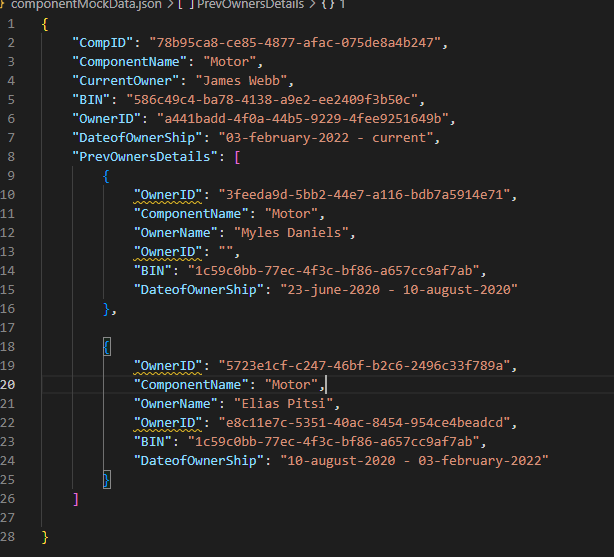 {} componentMockData.json > [ ] PrevOwnersDetails > {} 1
1 {
2 "CompID": "78b95ca8-ce85-4877-afac-075de8a4b247",
3 "ComponentName": "Motor",
4 "CurrentOwner": "James Webb",
5 "BIN": "586c49c4-ba78-4138-a9e2-ee2409f3b50c",
6 "OwnerID": "a441badd-4f0a-44b5-9229-4fee9251649b",
7 "DateofOwnerShip": "03-february-2022 - current",
8 "PrevOwnersDetails": [
9 {
10 "OwnerID": "3feeda9d-5bb2-44e7-a116-bdb7a5914e71",
11 "ComponentName": "Motor",
12 "OwnerName": "Myles Daniels",
13 "OwnerID": "",
14 "BIN": "1c59c0bb-77ec-4f3c-bf86-a657cc9af7ab",
15 "DateofOwnerShip": "23-june-2020 - 10-august-2020"
16 },
17
18 {
19 "OwnerID": "5723e1cf-c247-46bf-b2c6-2496c33f789a",
20 "ComponentName": "Motor",
21 "OwnerName": "Elias Pitsi",
22 "OwnerID": "e8c11e7c-5351-40ac-8454-954ce4beadcd",
23 "BIN": "1c59c0bb-77ec-4f3c-bf86-a657cc9af7ab",
24 "DateofOwnerShip": "10-august-2020 - 03-february-2022"
25 }
26 ]
27
28 }